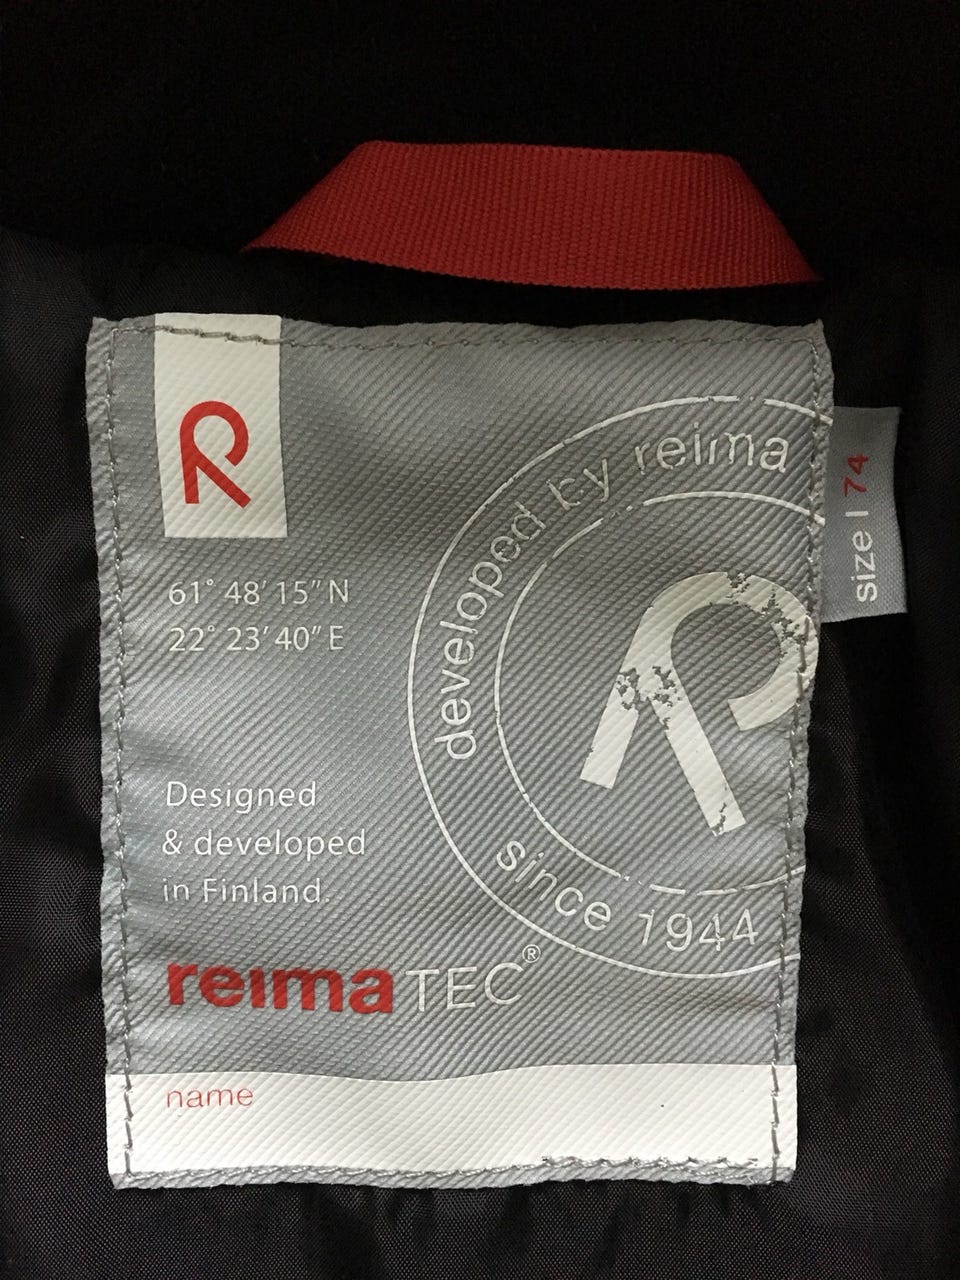 R
61° 48′ 15″ N
22° 23′ 40″ E
developed by reima
R
since 1944
size | 74
Designed
& developed
in Finland.
reimaTEC®
name